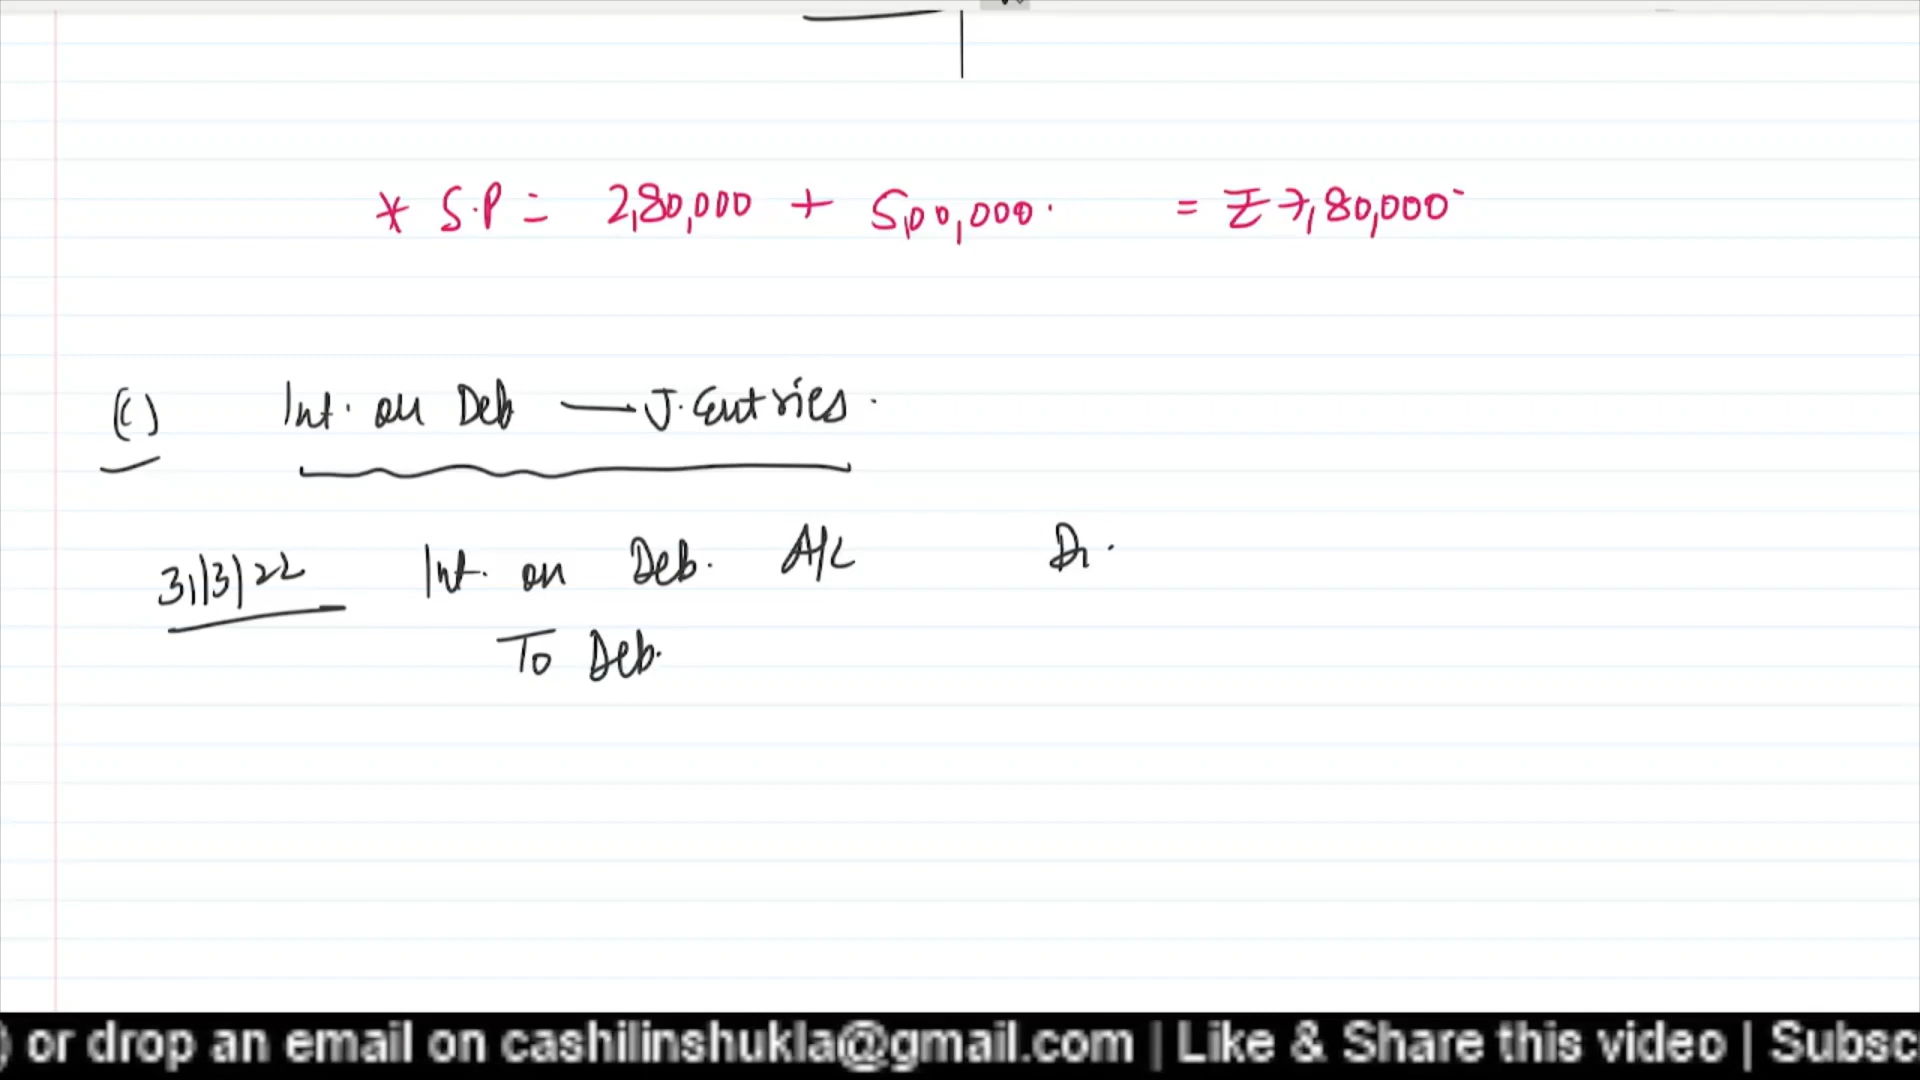 * S.P = 2,80,000 + 5,00,000. = ₹ 7,80,000
(c) Int. on Deb — J. Entries.
31/3/22 Int. on Deb. A/c Dr.
To Deb.
) or drop an email on cashilinshukla@gmail.com | Like & Share this video | Subsc